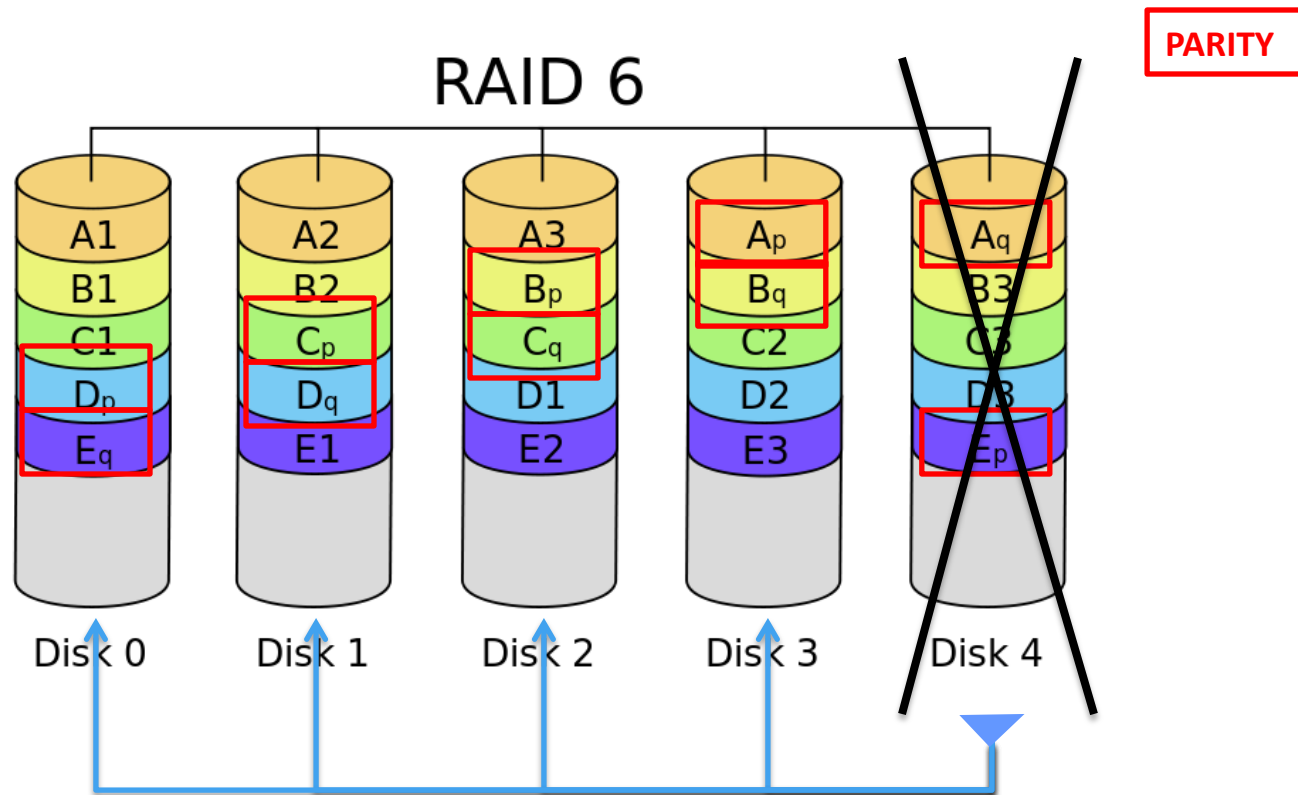 PARITY
RAID 6
A1 A2 A3 Ap Aq
B1 B2 Bp Bq B3
C1 Cp Cq C2 C3
Dp Dq D1 D2 D3
Eq E1 E2 E3 Ep
Disk 0 Disk 1 Disk 2 Disk 3 Disk 4